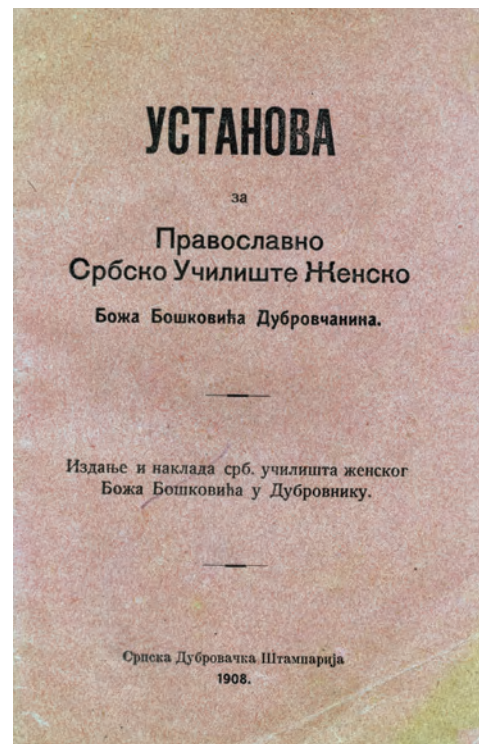 УСТАНОВА
за
Православно
Србско Училиште Женско
Божа Бошковића Дубровчанина.
Издање и наклада срб. училишта женског
Божа Бошковића у Дубровнику.
Српска Дубровачка Штампарија
1908.